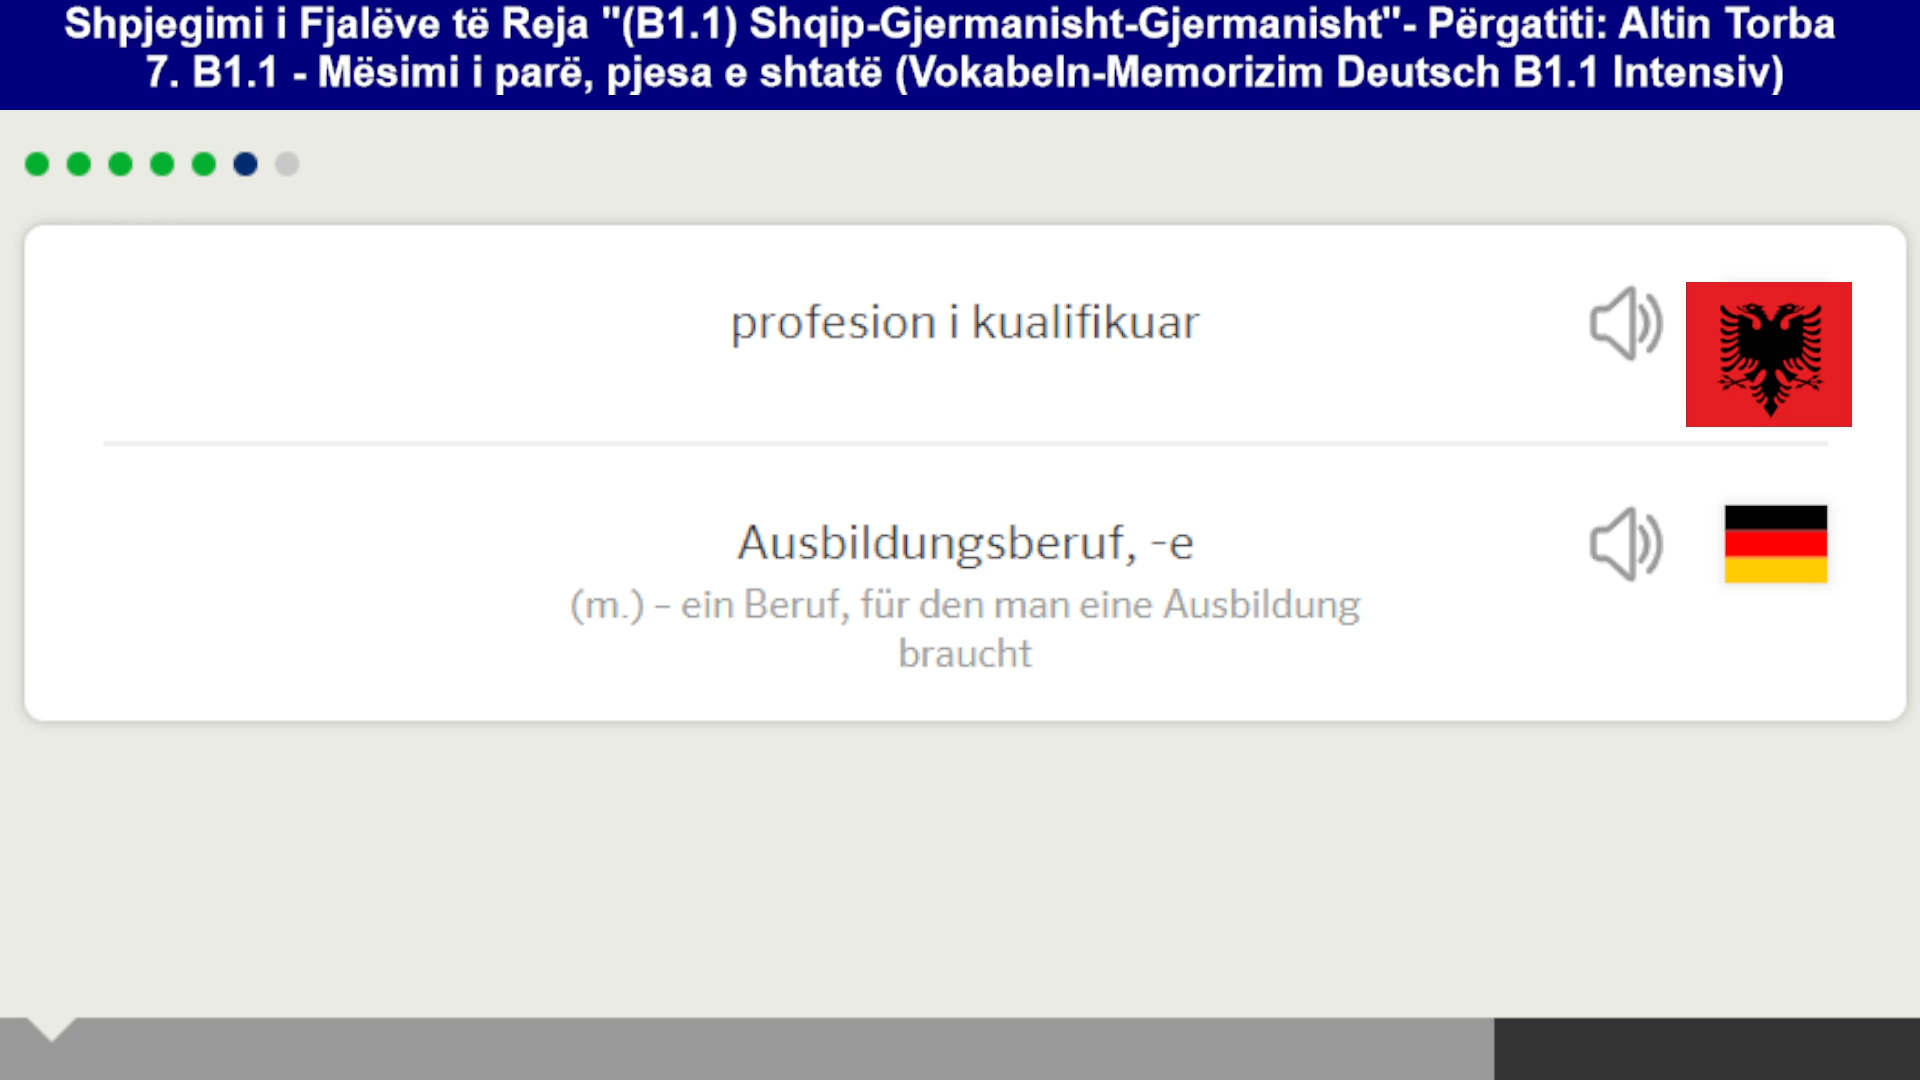 Shpjegimi i Fjalëve të Reja "(B1.1) Shqip-Gjermanisht-Gjermanisht"- Përgatiti: Altin Torba
7. B1.1 - Mësimi i parë, pjesa e shtatë (Vokabeln-Memorizim Deutsch B1.1 Intensiv)
profesion i kualifikuar
Ausbildungsberuf, -e
(m.) – ein Beruf, für den man eine Ausbildung
braucht